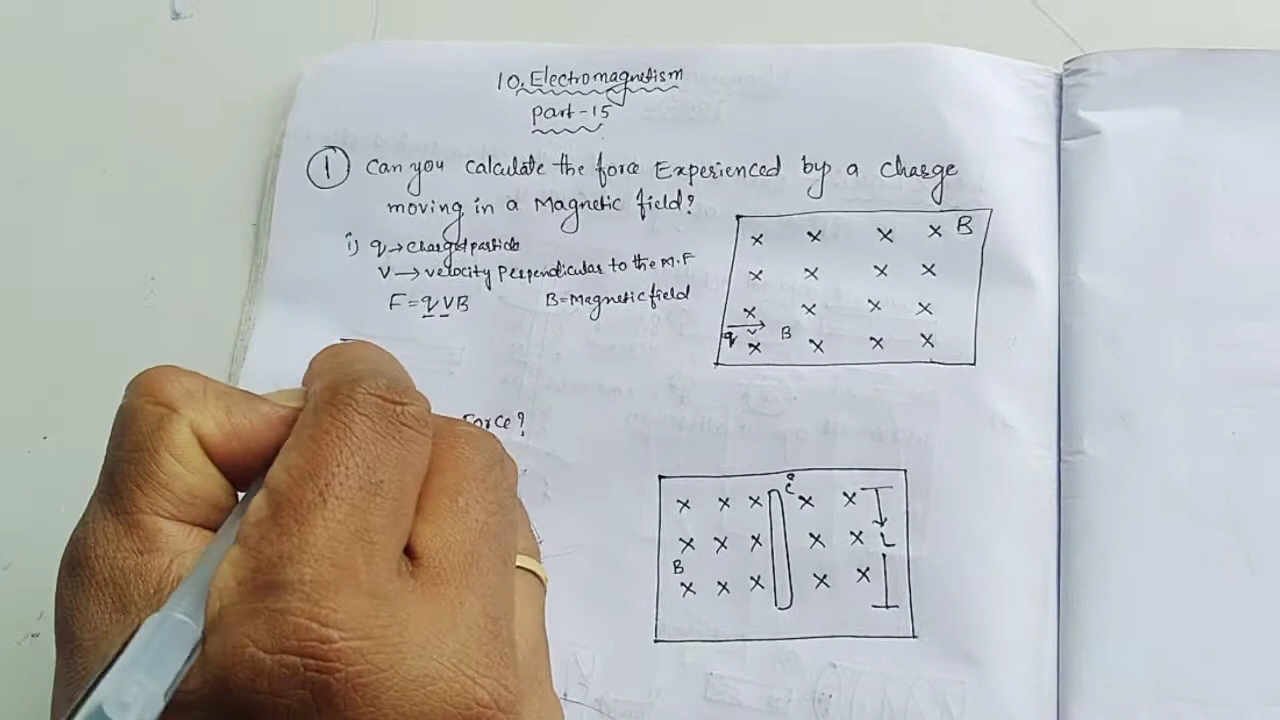 10. Electromagnetism
part-15
① Can you calculate the force Experienced by a charge
moving in a Magnetic field?
i) q→charged particle
V → velocity perpendicular to the M.F
F = qVB B=Magnetic field
× × × × B
× × × ×
× × × ×
q v B
× × × ×
force?
i
× × × × ×
× × × × × L
B
× × × × ×